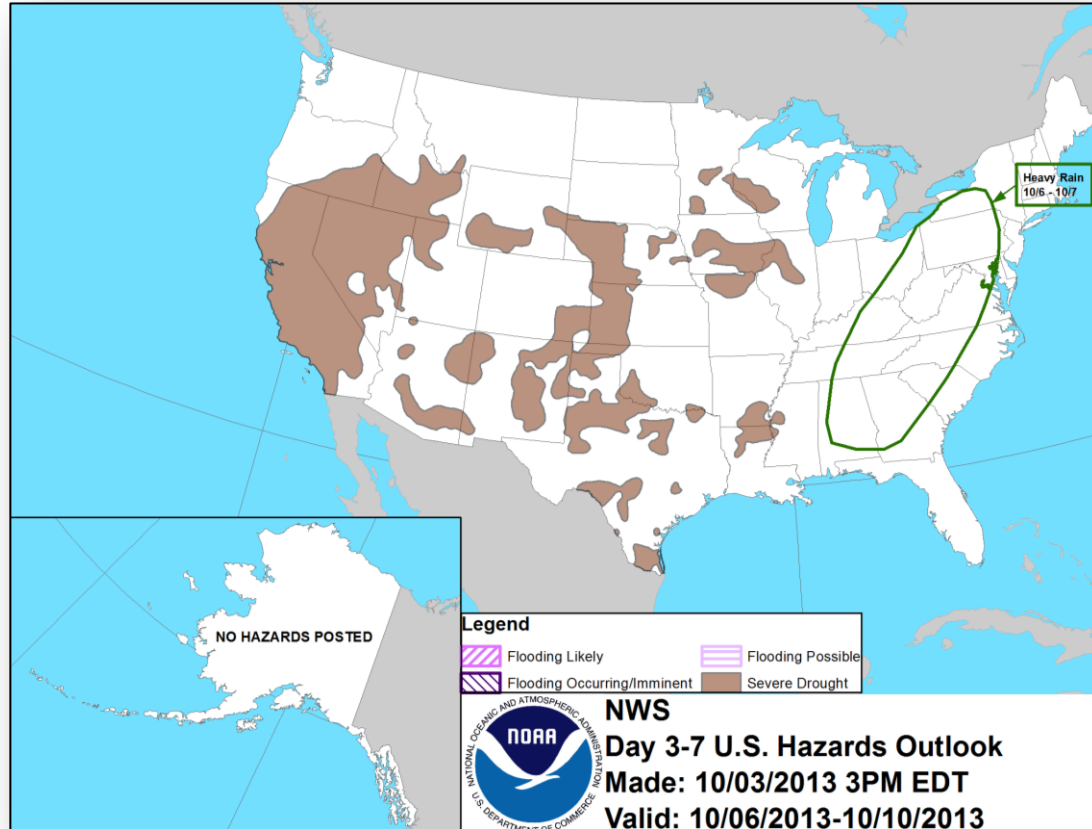 Heavy Rain
10/6 - 10/7
NO HAZARDS POSTED
Legend
Flooding Likely
Flooding Possible
Flooding Occurring/Imminent
Severe Drought
NATIONAL OCEANIC AND ATMOSPHERIC ADMINISTRATION
NOAA
U.S. DEPARTMENT OF COMMERCE
NWS
Day 3-7 U.S. Hazards Outlook
Made: 10/03/2013 3PM EDT
Valid: 10/06/2013-10/10/2013